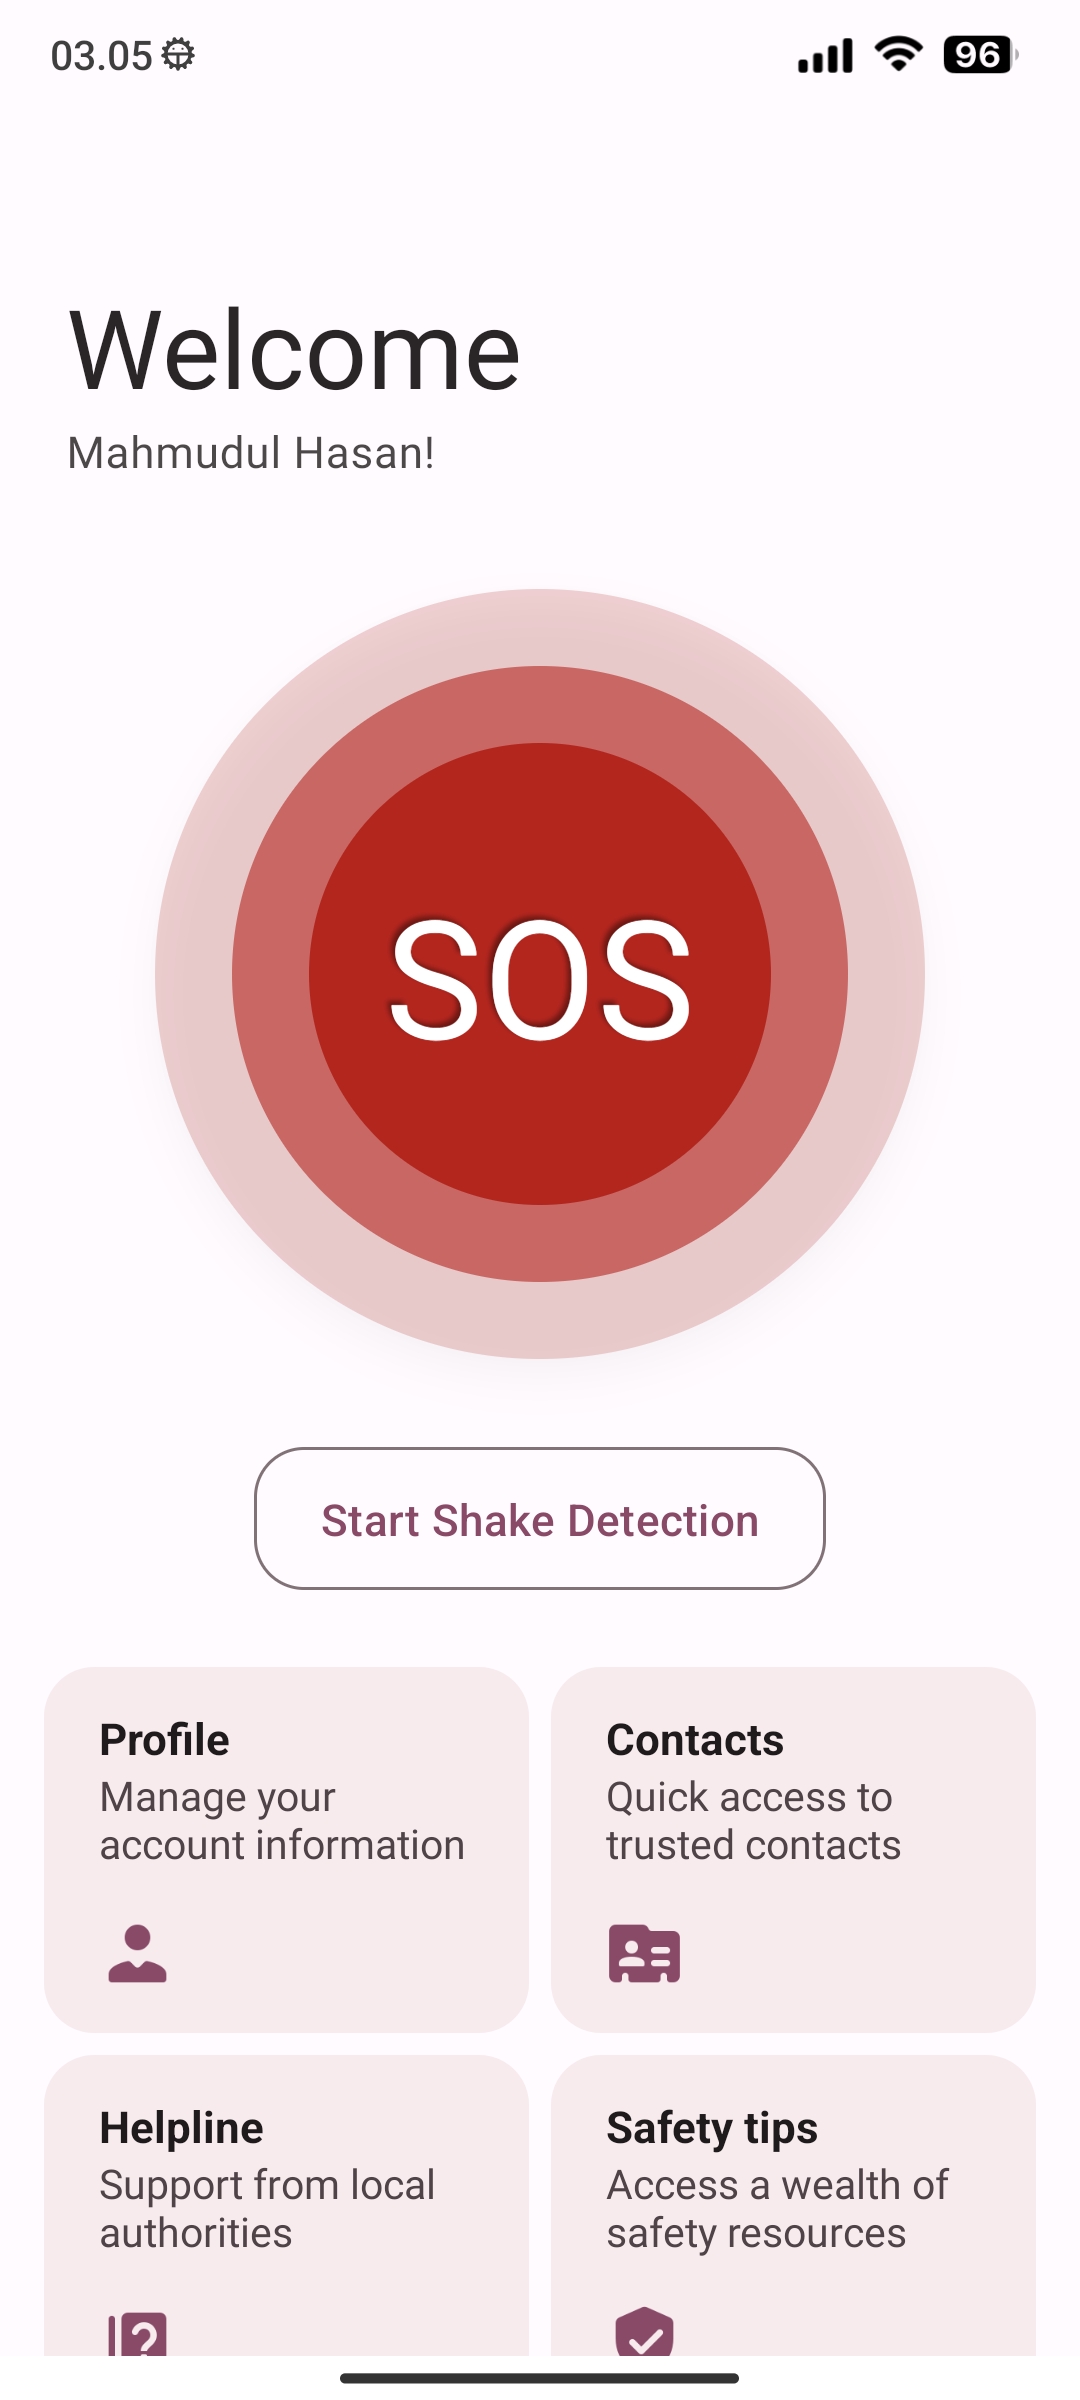 03.05
96
Welcome
Mahmudul Hasan!
SOS
Start Shake Detection
Profile
Manage your
account information
Contacts
Quick access to
trusted contacts
Helpline
Support from local
authorities
Safety tips
Access a wealth of
safety resources